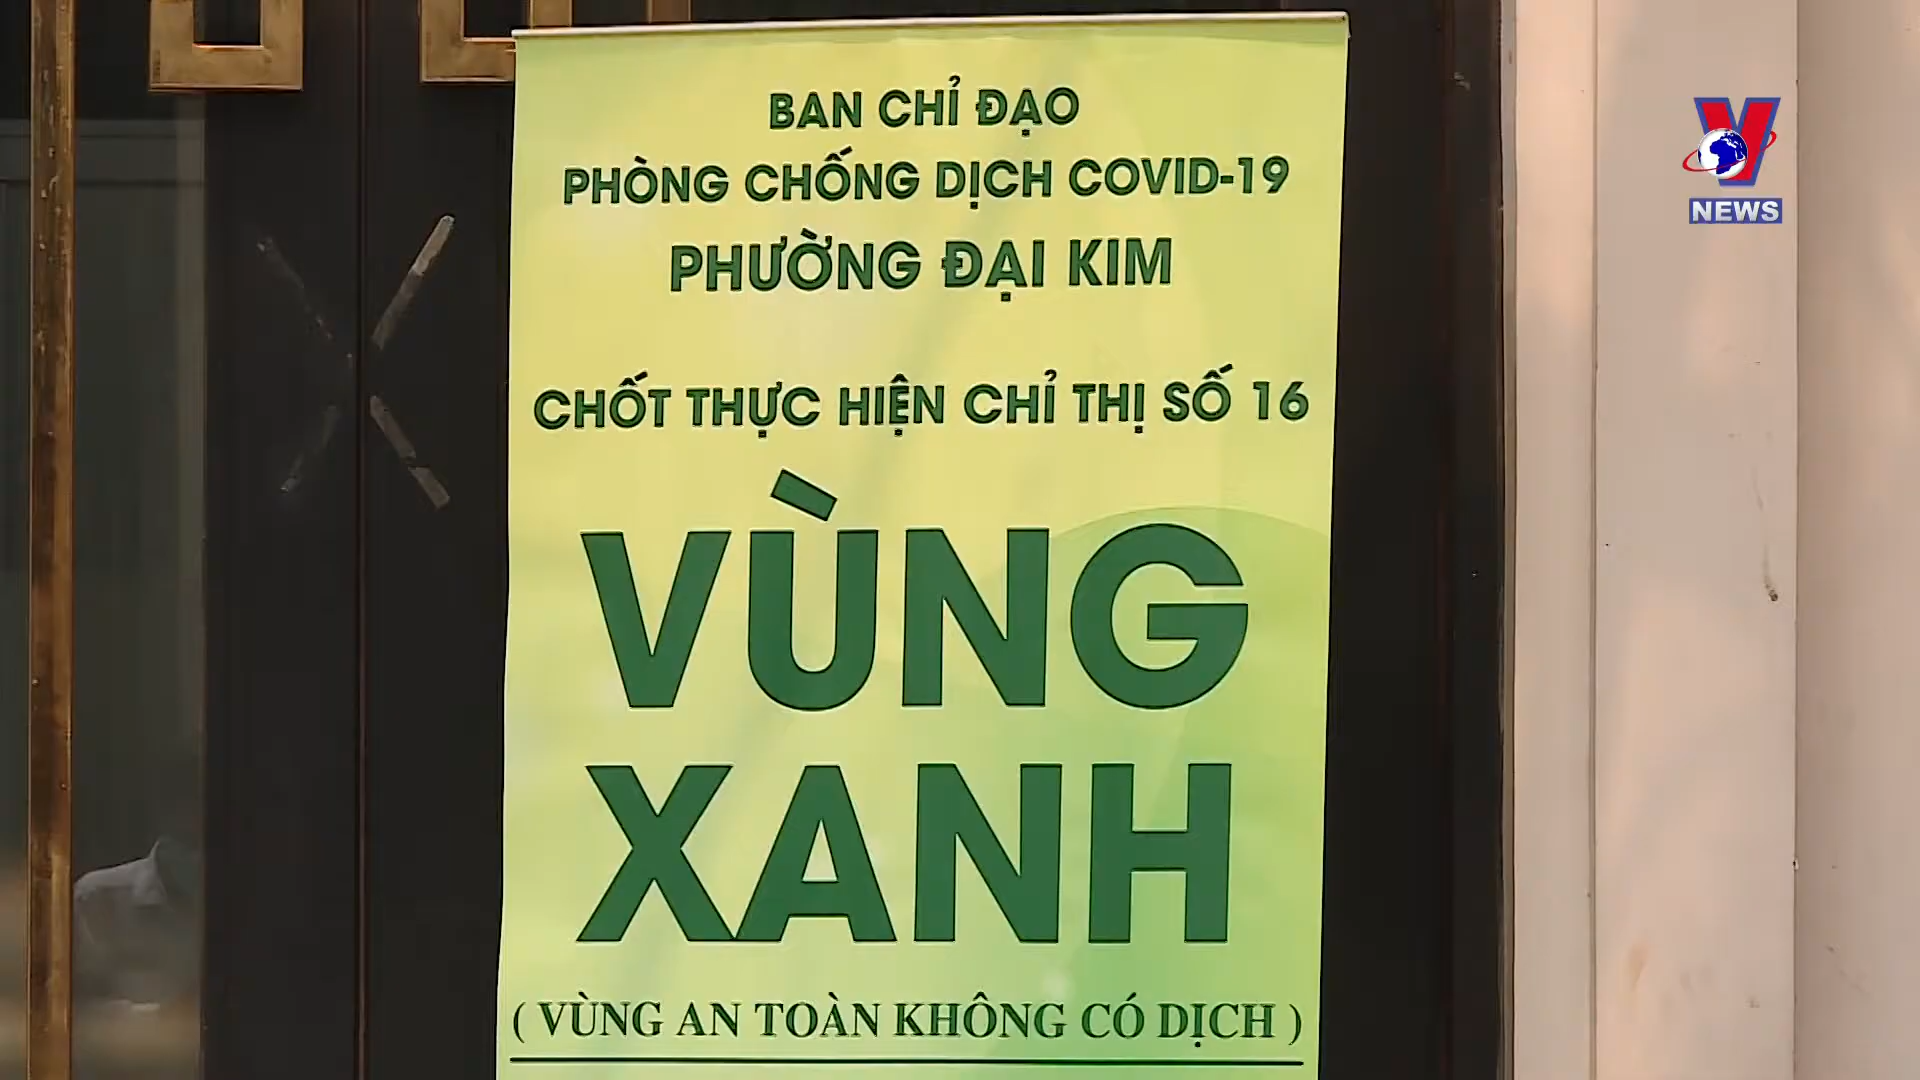 BAN CHỈ ĐẠO
PHÒNG CHỐNG DỊCH COVID-19
PHƯỜNG ĐẠI KIM
CHỐT THỰC HIỆN CHỈ THỊ SỐ 16
VÙNG
XANH
( VÙNG AN TOÀN KHÔNG CÓ DỊCH )
V
NEWS